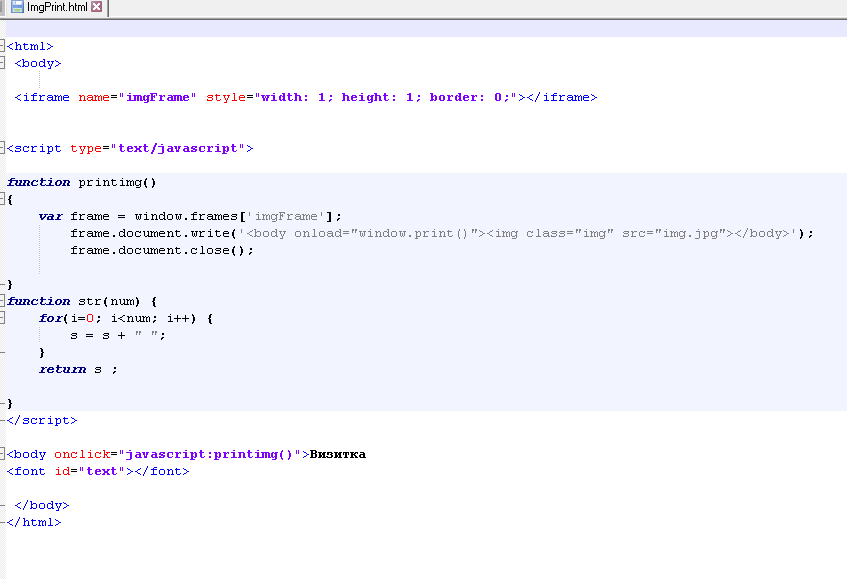 ImgPrint.html
<html>
<body>
<iframe name="imgFrame" style="width: 1; height: 1; border: 0;"></iframe>
<script type="text/javascript">
function printimg()
{
var frame = window.frames['imgFrame'];
frame.document.write('<body onload="window.print()"><img class="img" src="img.jpg"></body>');
frame.document.close();
}
function str(num) {
for(i=0; i<num; i++) {
s = s + " ";
}
return s ;
}
</script>
<body onclick="javascript:printimg()">Визитка
<font id="text"></font>
</body>
</html>